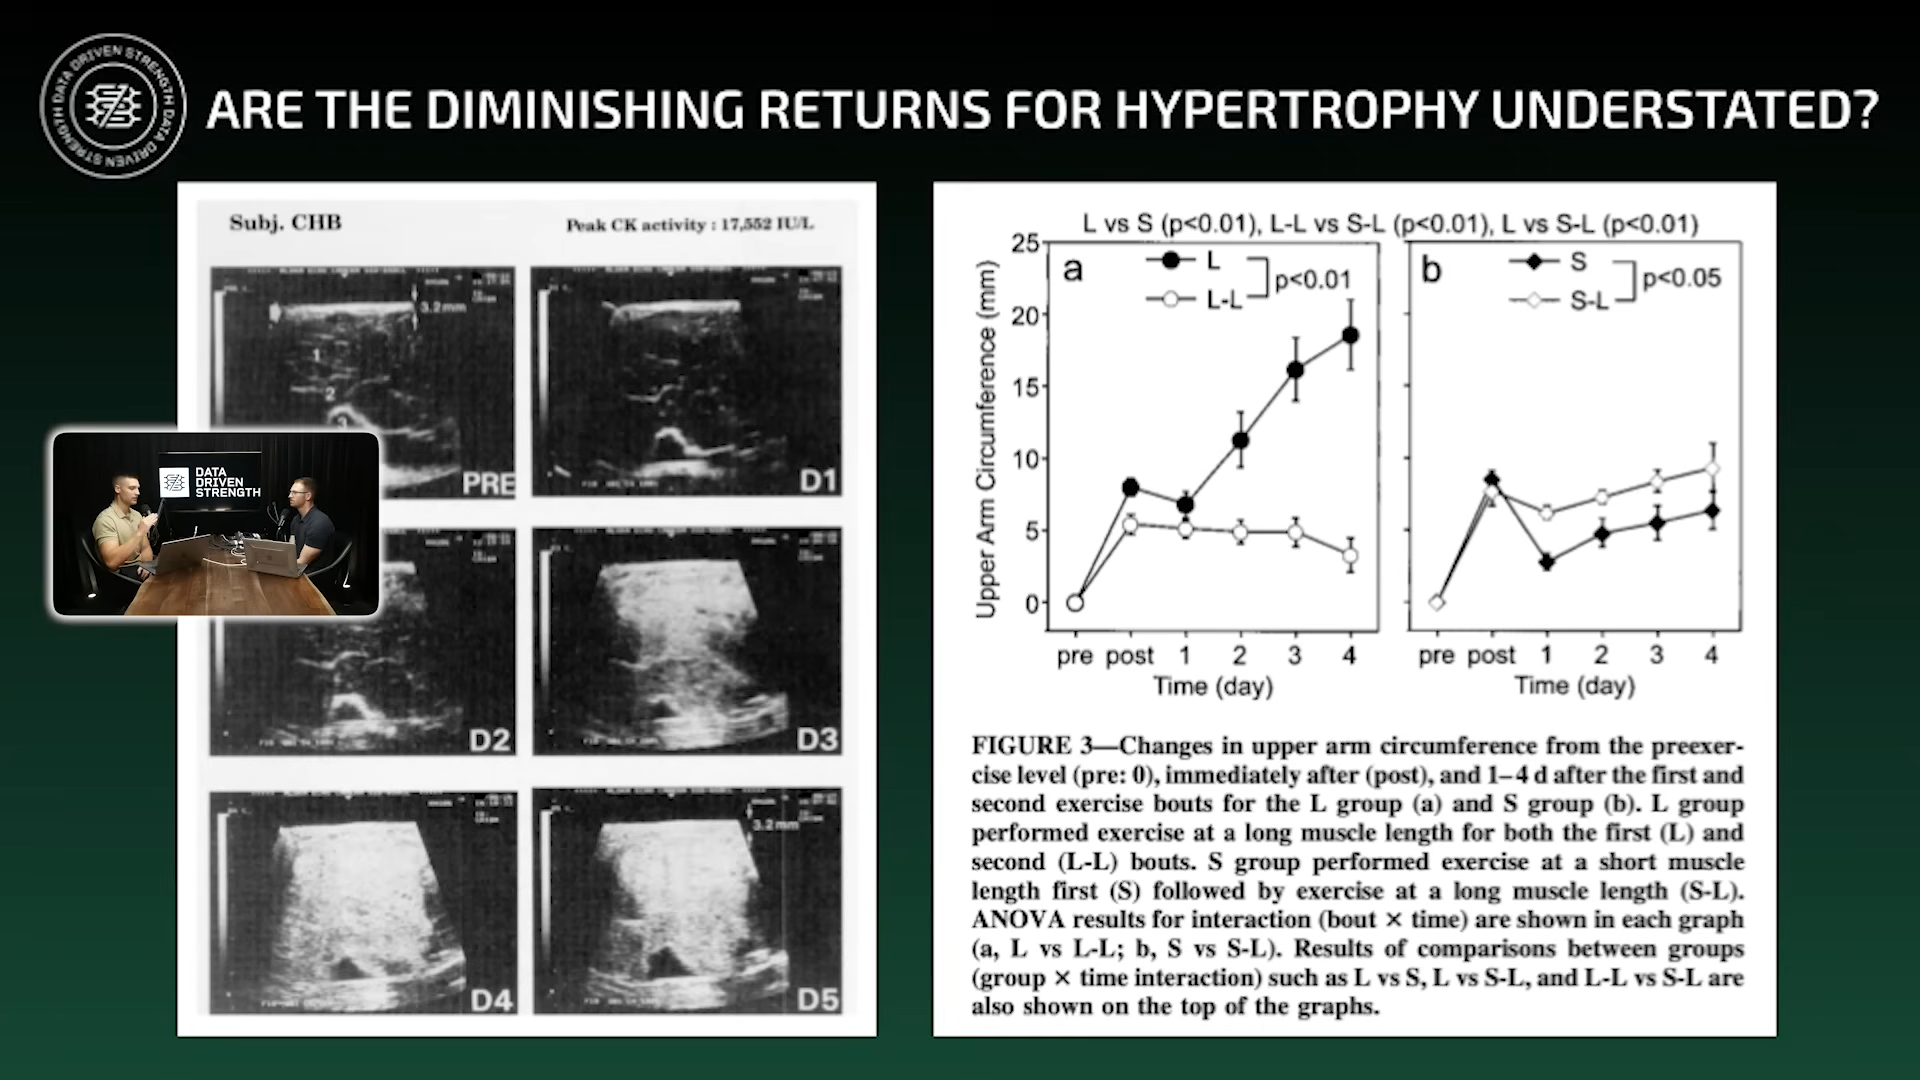 DATA DRIVEN STRENGTH DATA DRIVEN STRENGTH
ARE THE DIMINISHING RETURNS FOR HYPERTROPHY UNDERSTATED?
Subj. CHB
Peak CK activity : 17,552 IU/L
3.2mm
1
2
3
PRE
D1
D2
D3
3.2mm
D4
D5
DATA
DRIVEN
STRENGTH
L vs S (p<0.01), L-L vs S-L (p<0.01), L vs S-L (p<0.01)
Upper Arm Circumference (mm)
25
20
15
10
5
0
a
L
L-L
p<0.01
pre post 1 2 3 4
Time (day)
b
S
S-L
p<0.05
pre post 1 2 3 4
Time (day)
FIGURE 3—Changes in upper arm circumference from the preexer-
cise level (pre: 0), immediately after (post), and 1–4 d after the first and
second exercise bouts for the L group (a) and S group (b). L group
performed exercise at a long muscle length for both the first (L) and
second (L-L) bouts. S group performed exercise at a short muscle
length first (S) followed by exercise at a long muscle length (S-L).
ANOVA results for interaction (bout × time) are shown in each graph
(a, L vs L-L; b, S vs S-L). Results of comparisons between groups
(group × time interaction) such as L vs S, L vs S-L, and L-L vs S-L are
also shown on the top of the graphs.